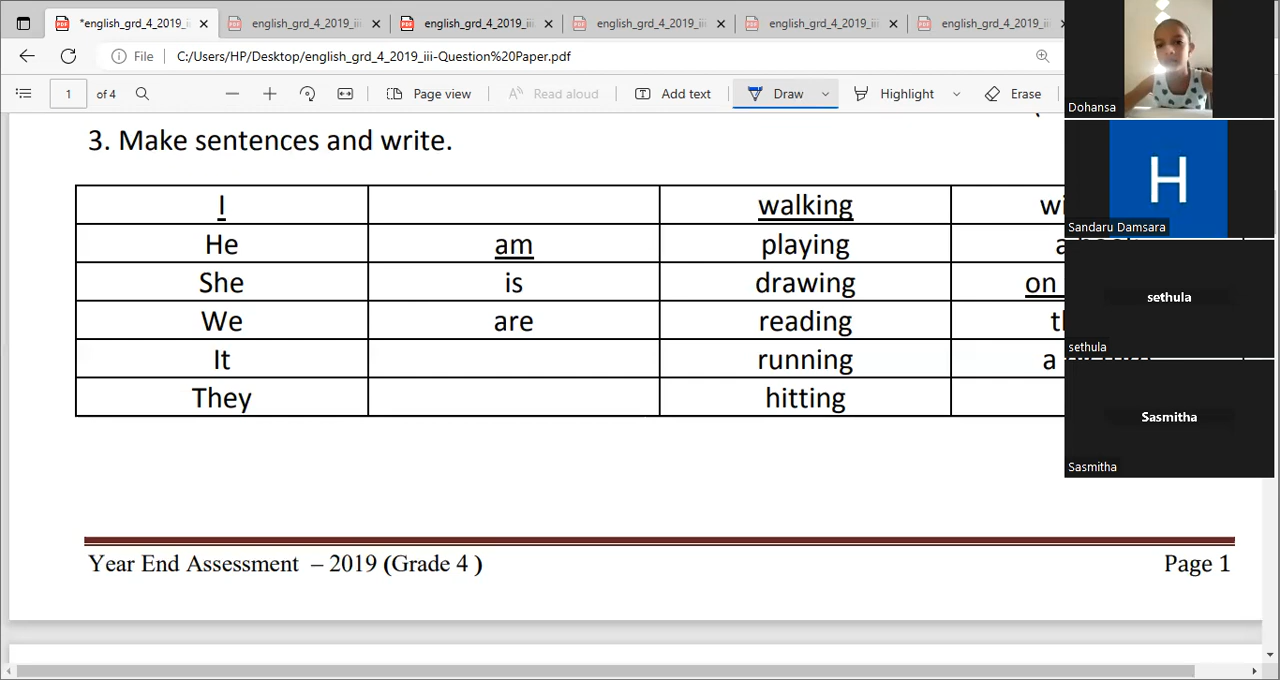 *english_grd_4_2019_i english_grd_4_2019_iii english_grd_4_2019_iii english_grd_4_2019_iii english_grd_4_2019_iii english_grd_4_2019_iii
File C:/Users/HP/Desktop/english_grd_4_2019_iii-Question%20Paper.pdf
1 of 4 Page view Read aloud Add text Draw Highlight Erase
3. Make sentences and write.
I walking
He am playing a
She is drawing on
We are reading
It running a
They hitting
Year End Assessment – 2019 (Grade 4 )
Page 1
Dohansa
H
Sandaru Damsara
sethula
sethula
Sasmitha
Sasmitha